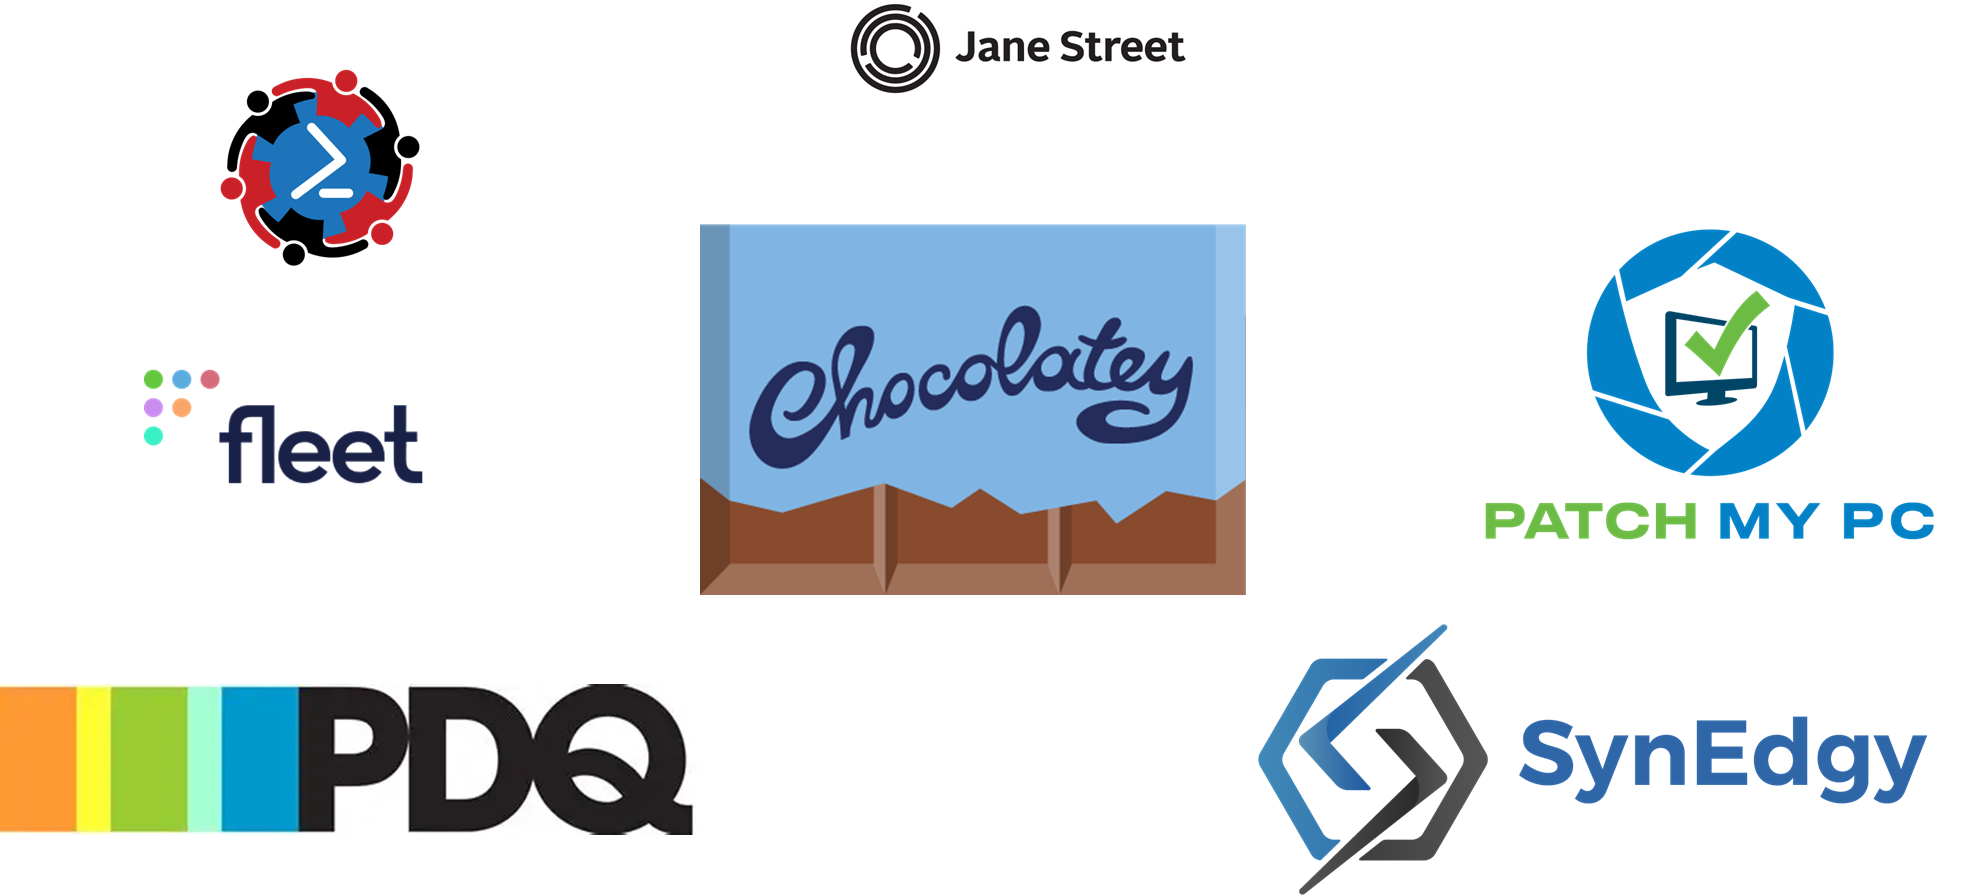 Jane Street
Chocolatey
fleet
PATCH MY PC
PDQ
SynEdgy